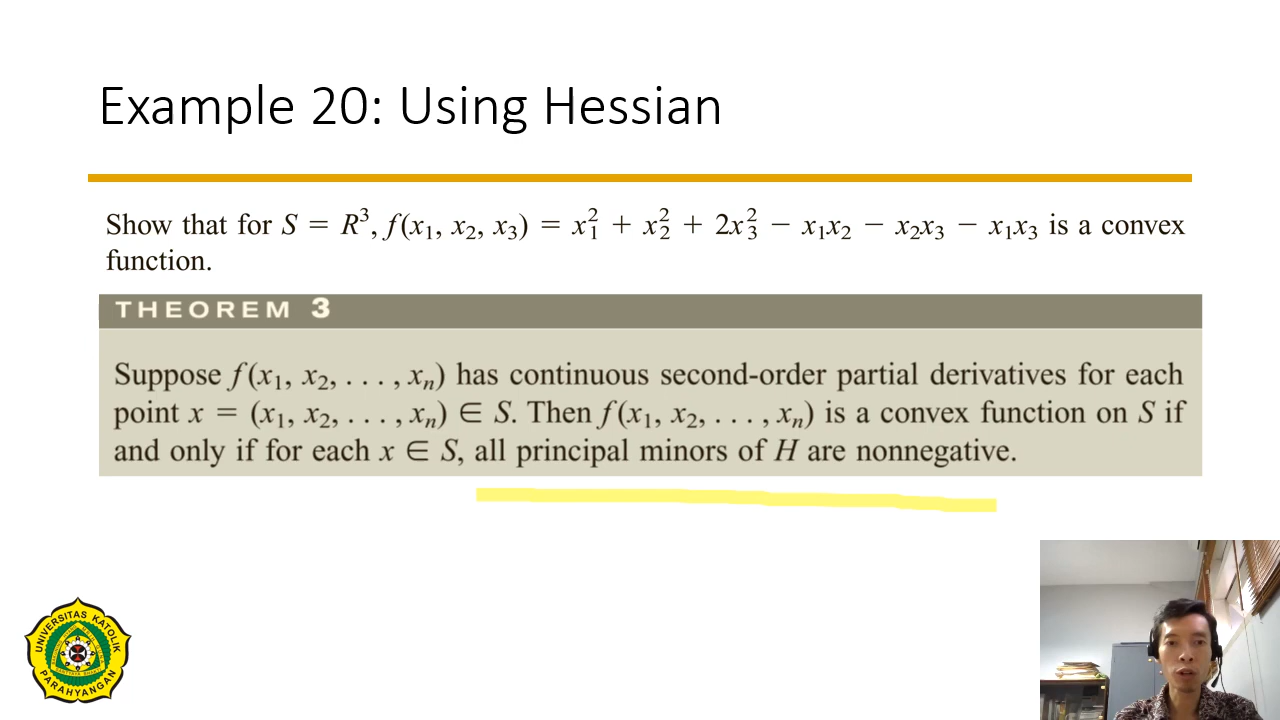 Example 20: Using Hessian
Show that for S = R³, f(x₁, x₂, x₃) = x₁² + x₂² + 2x₃² − x₁x₂ − x₂x₃ − x₁x₃ is a convex
function.
THEOREM 3
Suppose f(x₁, x₂, . . . , xₙ) has continuous second-order partial derivatives for each
point x = (x₁, x₂, . . . , xₙ) ∈ S. Then f(x₁, x₂, . . . , xₙ) is a convex function on S if
and only if for each x ∈ S, all principal minors of H are nonnegative.
UNIVERSITAS KATOLIK
PARAHYANGAN